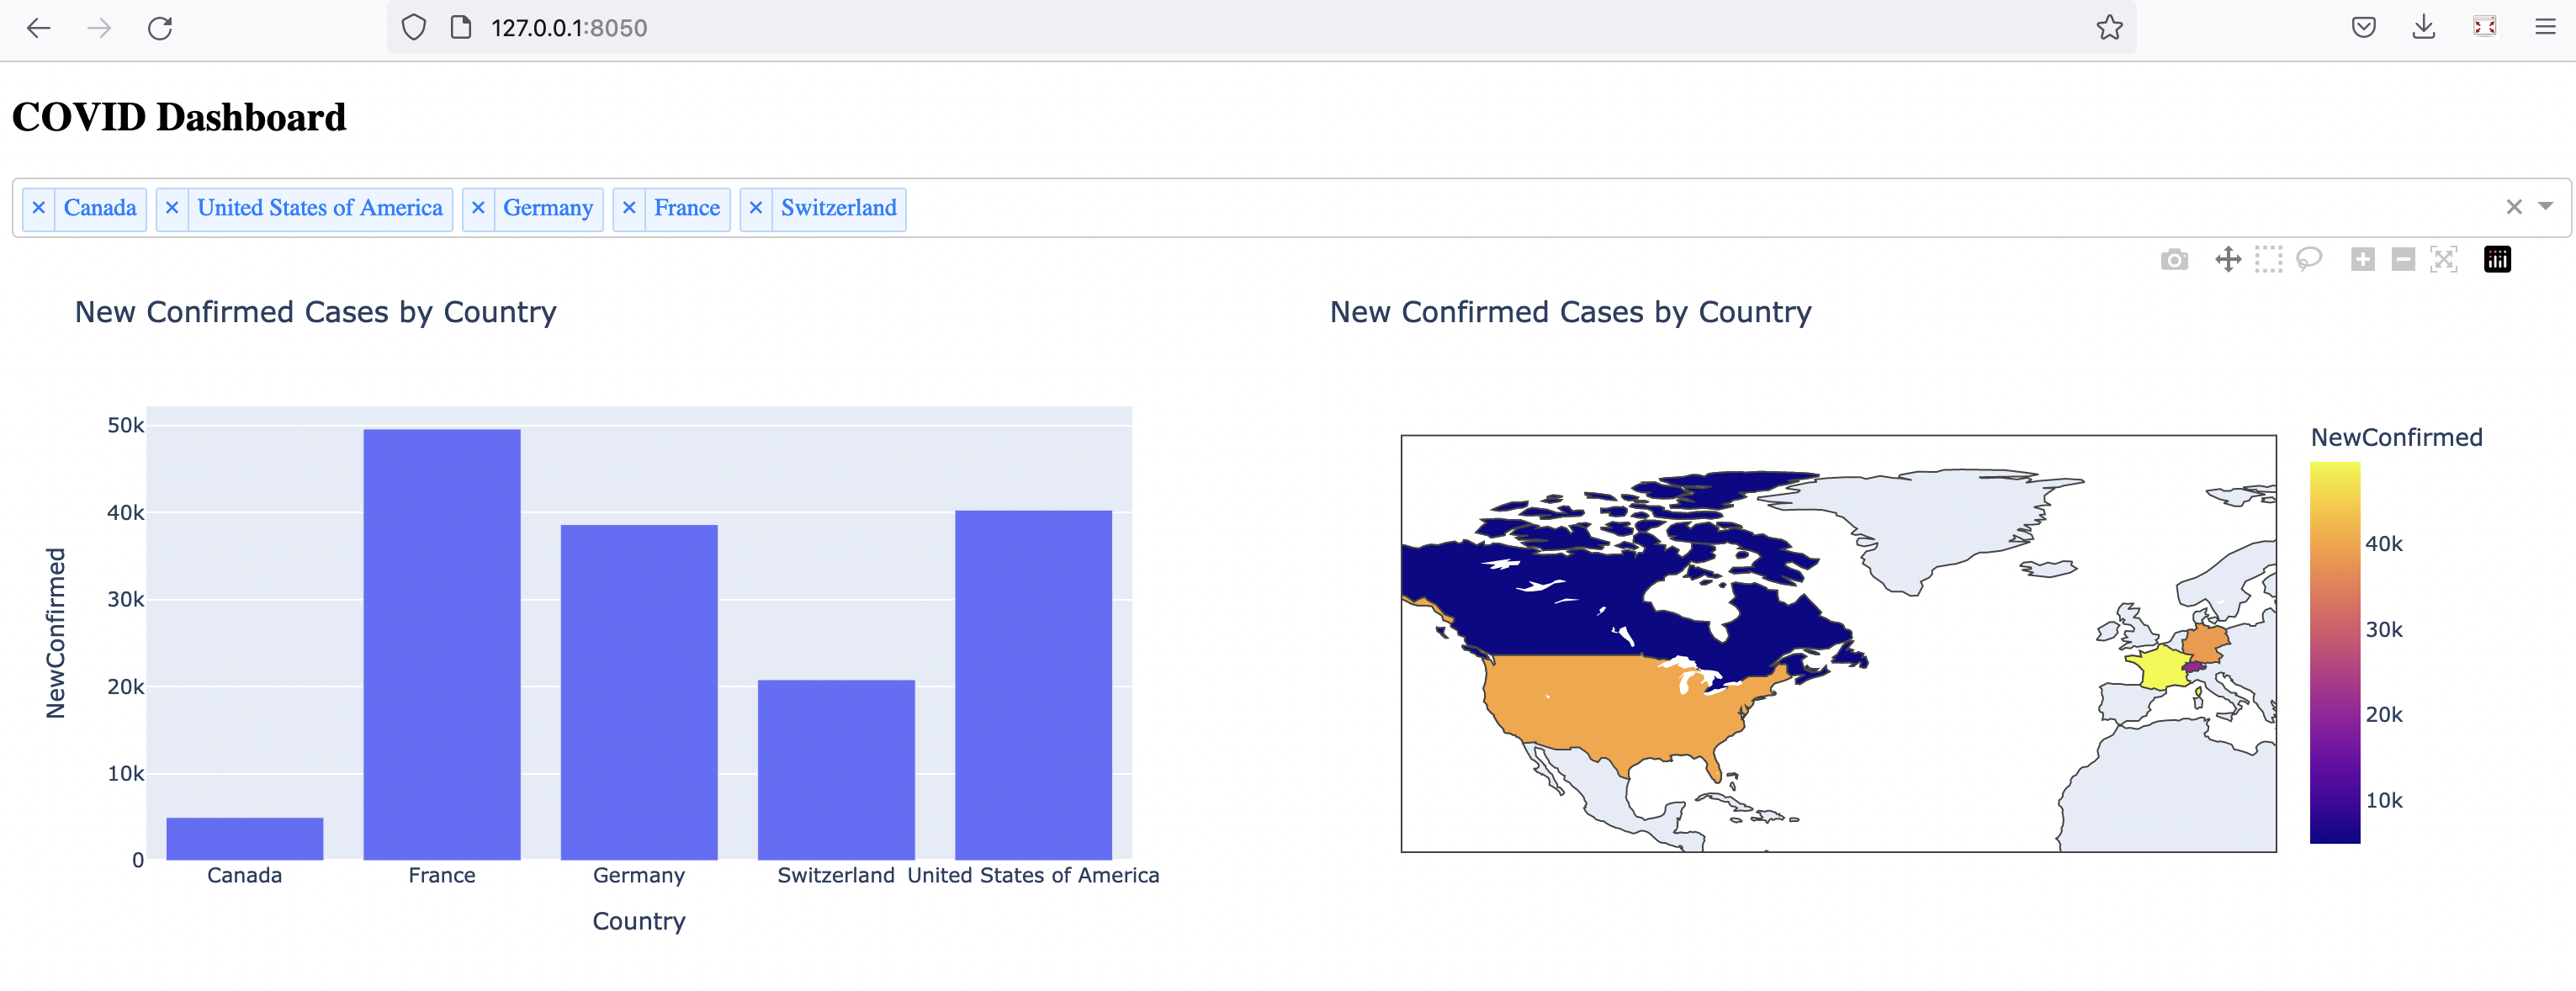 127.0.0.1:8050
COVID Dashboard
× Canada × United States of America × Germany × France × Switzerland
New Confirmed Cases by Country
50k
40k
30k
20k
10k
0
NewConfirmed
Canada France Germany Switzerland United States of America
Country
New Confirmed Cases by Country
NewConfirmed
40k
30k
20k
10k